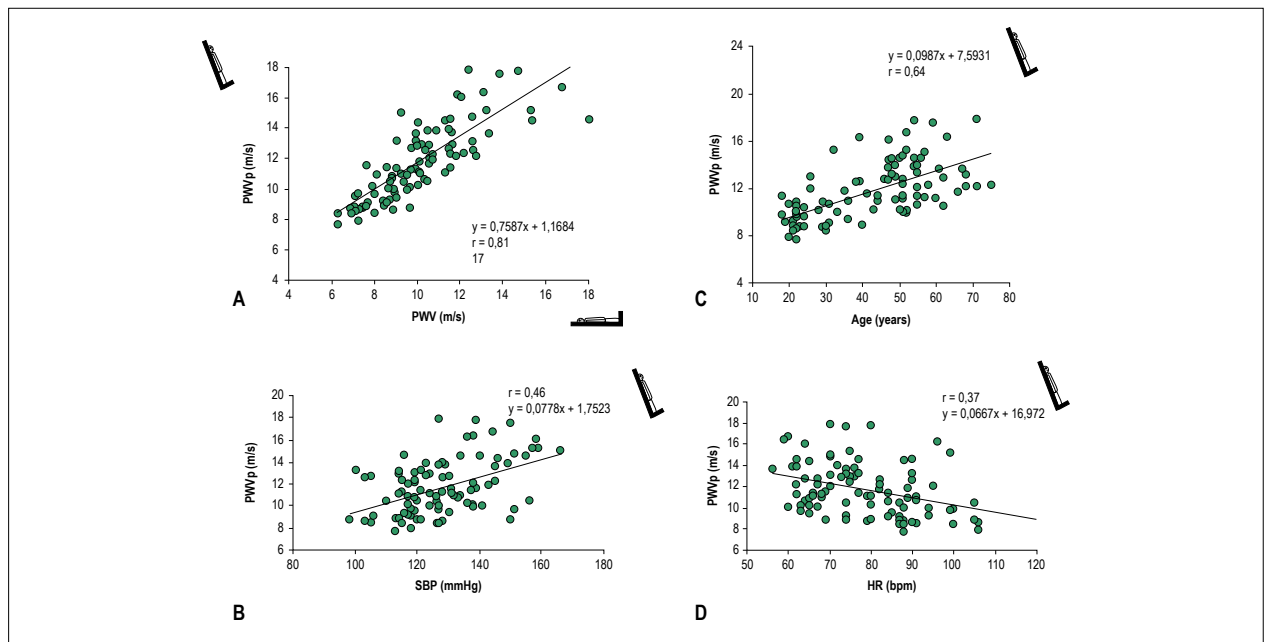 18
16
14
12
10
8
6
4
PWVp (m/s)
y = 0,7587x + 1,1684
r = 0,81
17
4 6 8 10 12 14 16 18
PWV (m/s)
A
24
20
16
12
8
4
PWVp (m/s)
y = 0,0987x + 7,5931
r = 0,64
10 20 30 40 50 60 70 80
Age (years)
C
20
18
16
14
12
10
8
6
PWVp (m/s)
r = 0,46
y = 0,0778x + 1,7523
80 100 120 140 160 180
SBP (mmHg)
B
20
18
16
14
12
10
8
6
PWVp (m/s)
r = 0,37
y = 0,0667x + 16,972
50 60 70 80 90 100 110 120
HR (bpm)
D